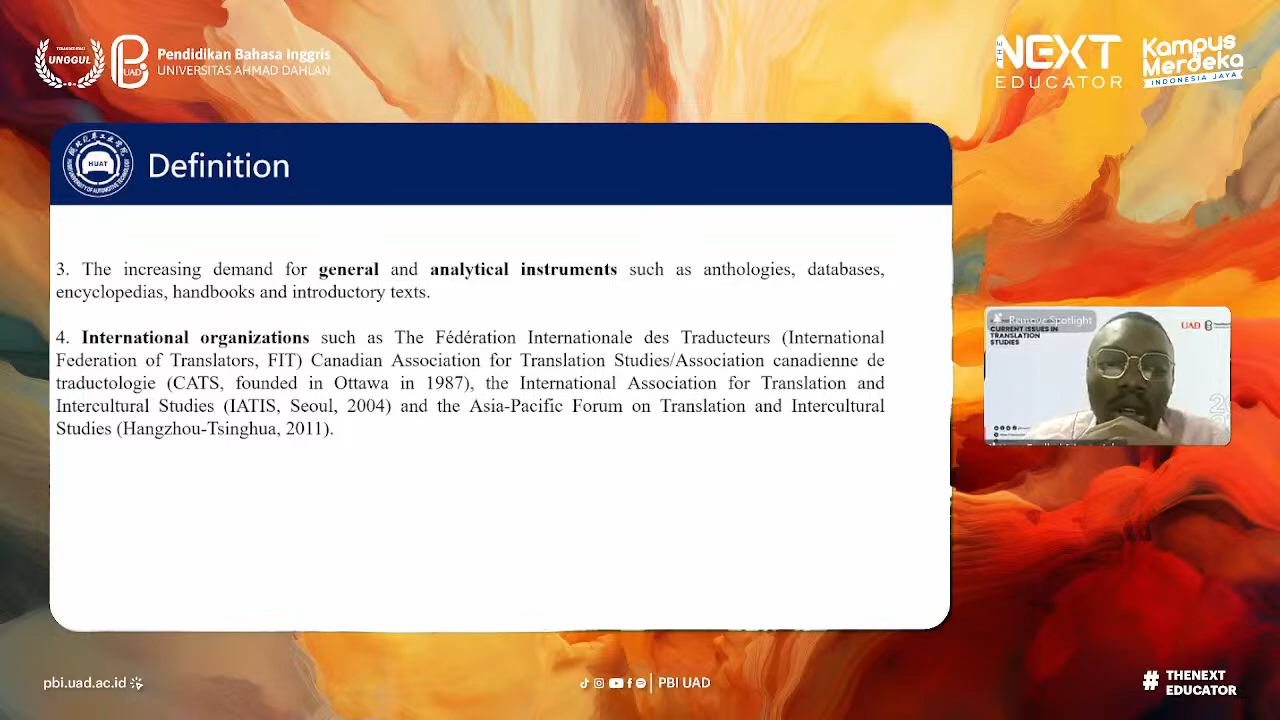 TERAKREDITASI
UNGGUL
UAD
Pendidikan Bahasa Inggris
UNIVERSITAS AHMAD DAHLAN
THE NEXT
EDUCATOR
Kampus
Merdeka
INDONESIA JAYA
HUAT
Definition
3. The increasing demand for general and analytical instruments such as anthologies, databases,
encyclopedias, handbooks and introductory texts.
4. International organizations such as The Fédération Internationale des Traducteurs (International
Federation of Translators, FIT) Canadian Association for Translation Studies/Association canadienne de
traductologie (CATS, founded in Ottawa in 1987), the International Association for Translation and
Intercultural Studies (IATIS, Seoul, 2004) and the Asia-Pacific Forum on Translation and Intercultural
Studies (Hangzhou-Tsinghua, 2011).
Remove Spotlight
CURRENT ISSUES IN
TRANSLATION
STUDIES
UAD
pbi.uad.ac.id
PBI UAD
# THENEXT
EDUCATOR